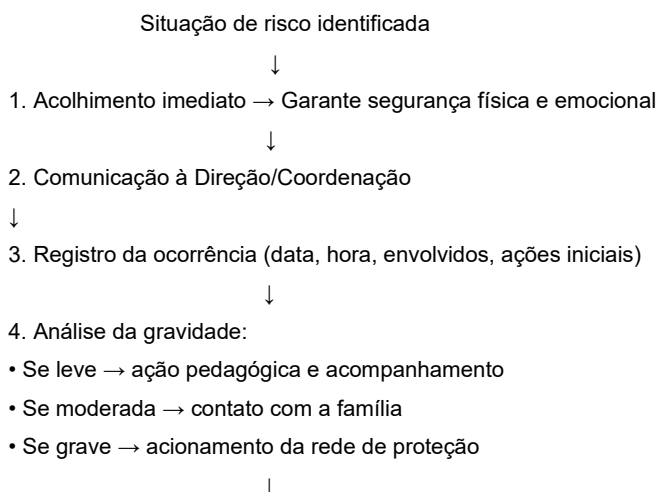 Situação de risco identificada
↓
1. Acolhimento imediato → Garante segurança física e emocional
↓
2. Comunicação à Direção/Coordenação
↓
3. Registro da ocorrência (data, hora, envolvidos, ações iniciais)
↓
4. Análise da gravidade:
• Se leve → ação pedagógica e acompanhamento
• Se moderada → contato com a família
• Se grave → acionamento da rede de proteção